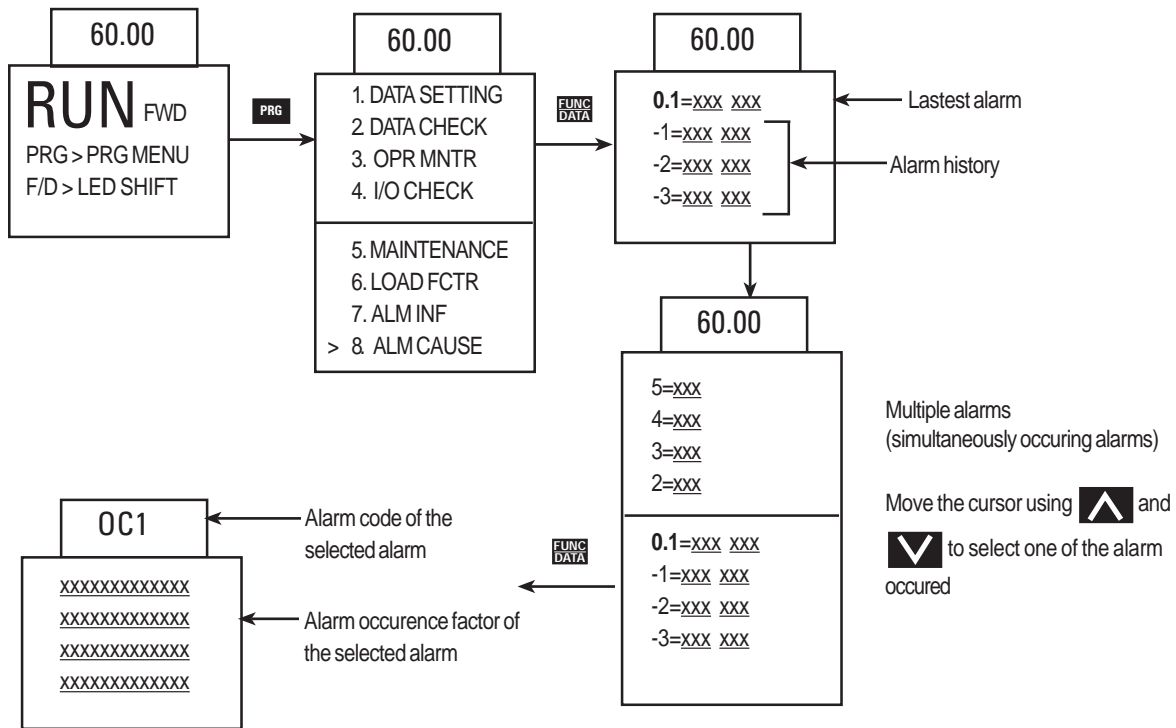 60.00
RUN FWD
PRG > PRG MENU
F/D > LED SHIFT
PRG
60.00
1. DATA SETTING
2. DATA CHECK
3. OPR MNTR
4. I/O CHECK
5. MAINTENANCE
6. LOAD FCTR
7. ALM INF
> 8. ALM CAUSE
FUNC
DATA
60.00
0.1=xxx xxx
-1=xxx xxx
-2=xxx xxx
-3=xxx xxx
Lastest alarm
Alarm history
60.00
5=xxx
4=xxx
3=xxx
2=xxx
0.1=xxx xxx
-1=xxx xxx
-2=xxx xxx
-3=xxx xxx
Multiple alarms
(simultaneously occuring alarms)
Move the cursor using and
to select one of the alarm
occured
FUNC
DATA
OC1
xxxxxxxxxxxxx
xxxxxxxxxxxxx
xxxxxxxxxxxxx
xxxxxxxxxxxxx
Alarm code of the
selected alarm
Alarm occurence factor of
the selected alarm